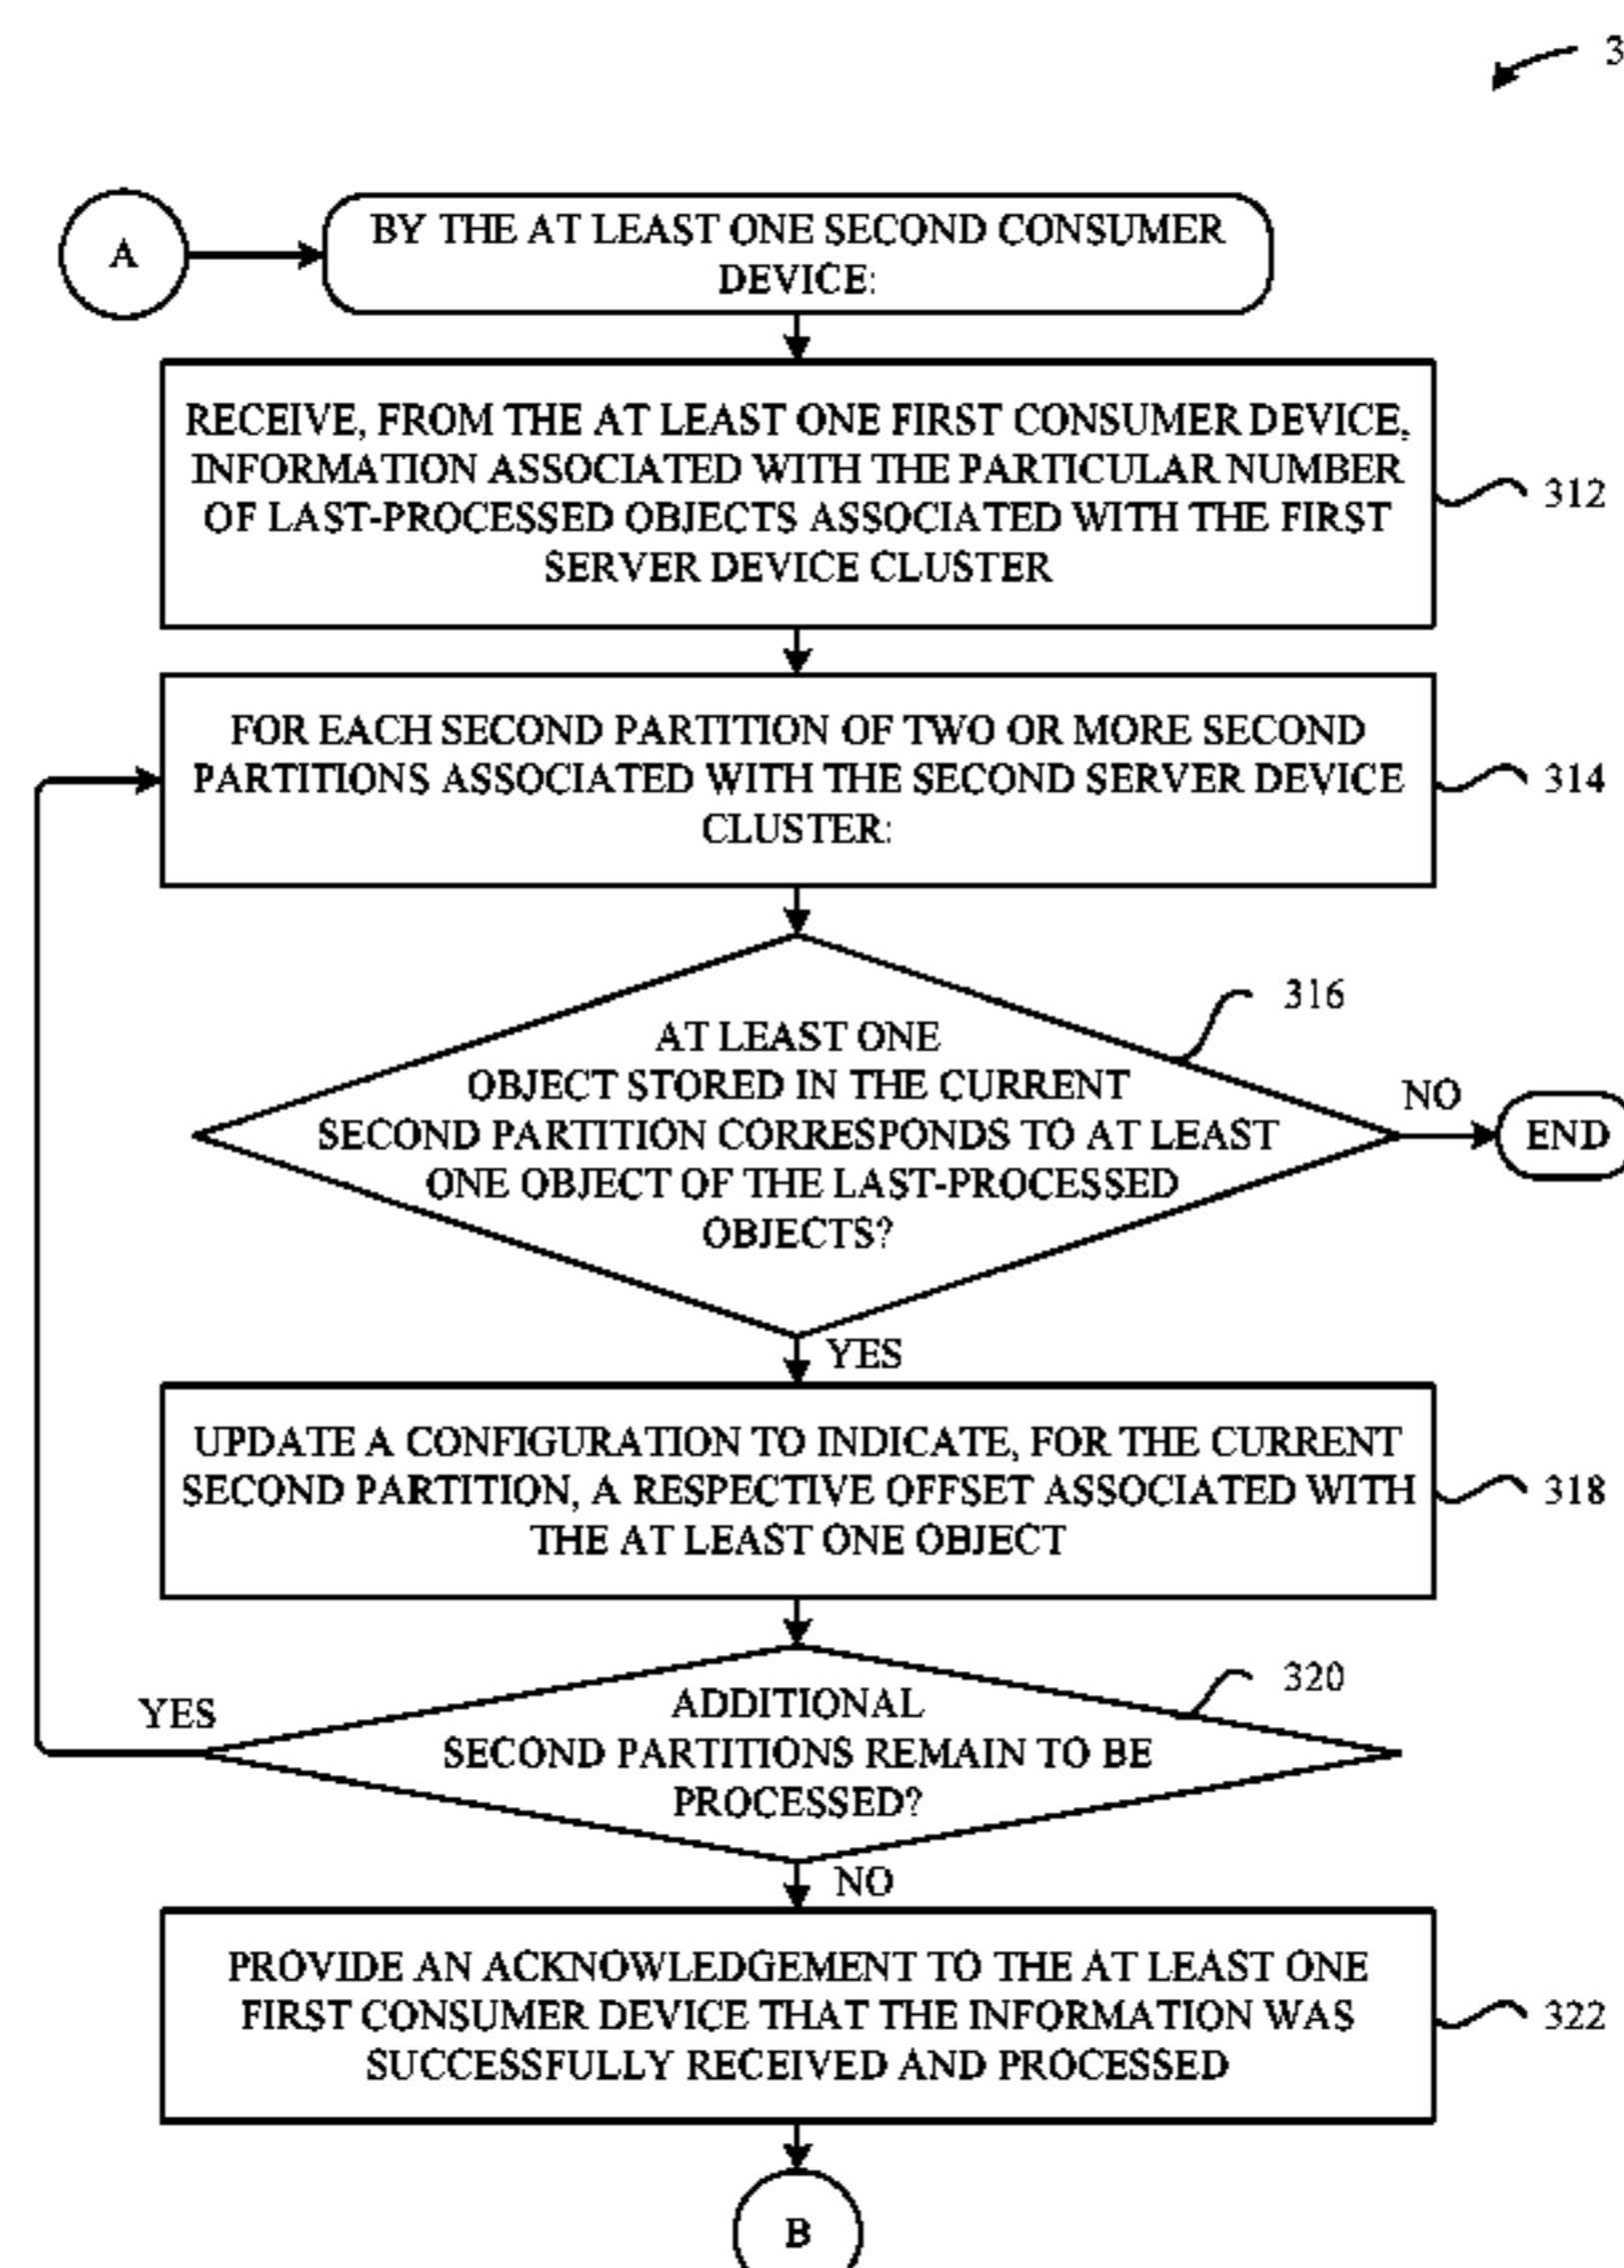 3
A
BY THE AT LEAST ONE SECOND CONSUMER
DEVICE:
RECEIVE, FROM THE AT LEAST ONE FIRST CONSUMER DEVICE,
INFORMATION ASSOCIATED WITH THE PARTICULAR NUMBER
OF LAST-PROCESSED OBJECTS ASSOCIATED WITH THE FIRST
SERVER DEVICE CLUSTER
312
FOR EACH SECOND PARTITION OF TWO OR MORE SECOND
PARTITIONS ASSOCIATED WITH THE SECOND SERVER DEVICE
CLUSTER:
314
316
AT LEAST ONE
OBJECT STORED IN THE CURRENT
SECOND PARTITION CORRESPONDS TO AT LEAST
ONE OBJECT OF THE LAST-PROCESSED
OBJECTS?
NO
END
YES
UPDATE A CONFIGURATION TO INDICATE, FOR THE CURRENT
SECOND PARTITION, A RESPECTIVE OFFSET ASSOCIATED WITH
THE AT LEAST ONE OBJECT
318
320
YES
ADDITIONAL
SECOND PARTITIONS REMAIN TO BE
PROCESSED?
NO
PROVIDE AN ACKNOWLEDGEMENT TO THE AT LEAST ONE
FIRST CONSUMER DEVICE THAT THE INFORMATION WAS
SUCCESSFULLY RECEIVED AND PROCESSED
322
B